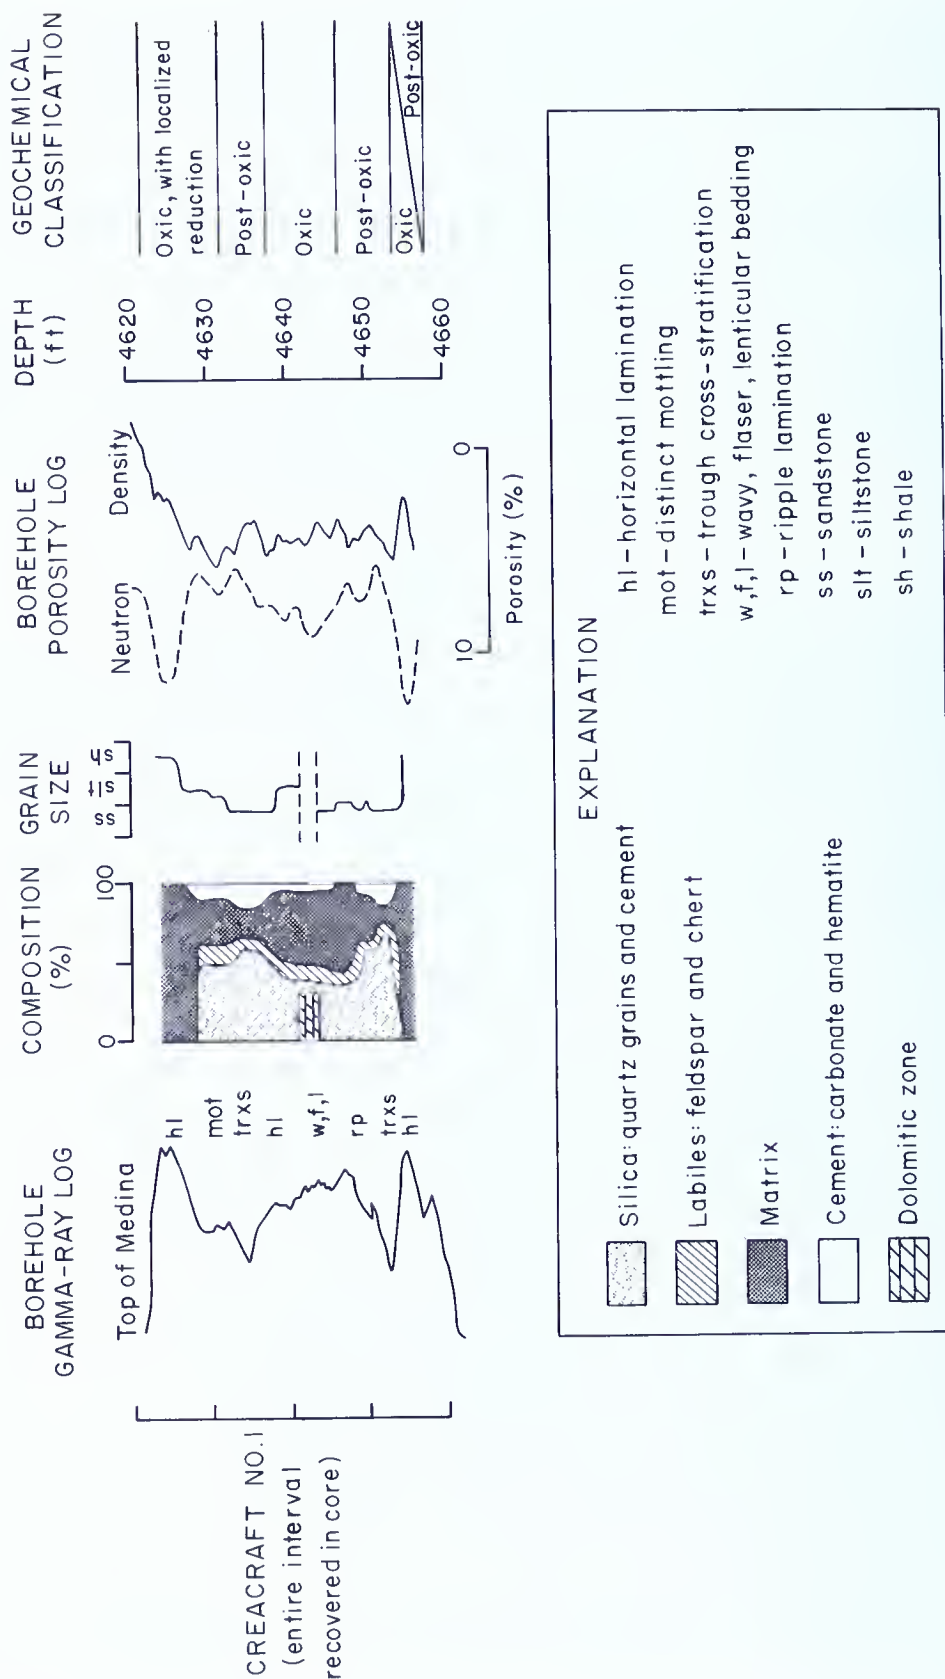 CREACRAFT NO.1
(entire interval
recovered in core)
BOREHOLE
GAMMA-RAY LOG
Top of Medina
hl
mot
trxs
hl
w,f,l
rp
trxs
hl
COMPOSITION
(%)
0
100
GRAIN
SIZE
ss
slt
sh
BOREHOLE
POROSITY LOG
Neutron
Density
10
0
Porosity (%)
DEPTH
(ft)
4620
4630
4640
4650
4660
GEOCHEMICAL
CLASSIFICATION
Oxic, with localized
reduction
Post-oxic
Oxic
Post-oxic
Oxic
Post-oxic
EXPLANATION
Silica: quartz grains and cement
Labiles: feldspar and chert
Matrix
Cement: carbonate and hematite
Dolomitic zone
hl - horizontal lamination
mot - distinct mottling
trxs - trough cross-stratification
w,f,l - wavy, flaser, lenticular bedding
rp - ripple lamination
ss - sandstone
slt - siltstone
sh - shale